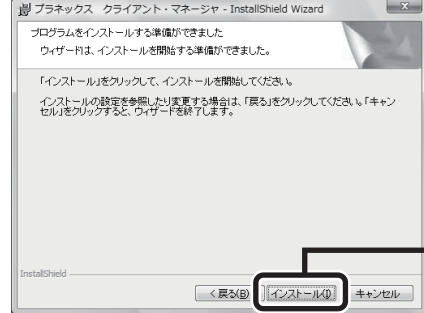 プラネックス クライアント・マネージャ - InstallShield Wizard
プログラムをインストールする準備ができました
ウィザードは、インストールを開始する準備ができました。
「インストール」をクリックして、インストールを開始してください。
インストールの設定を参照したり変更する場合は、「戻る」をクリックしてください。「キャン
セル」をクリックすると、ウィザードを終了します。
InstallShield
< 戻る(B)
インストール(I)
キャンセル